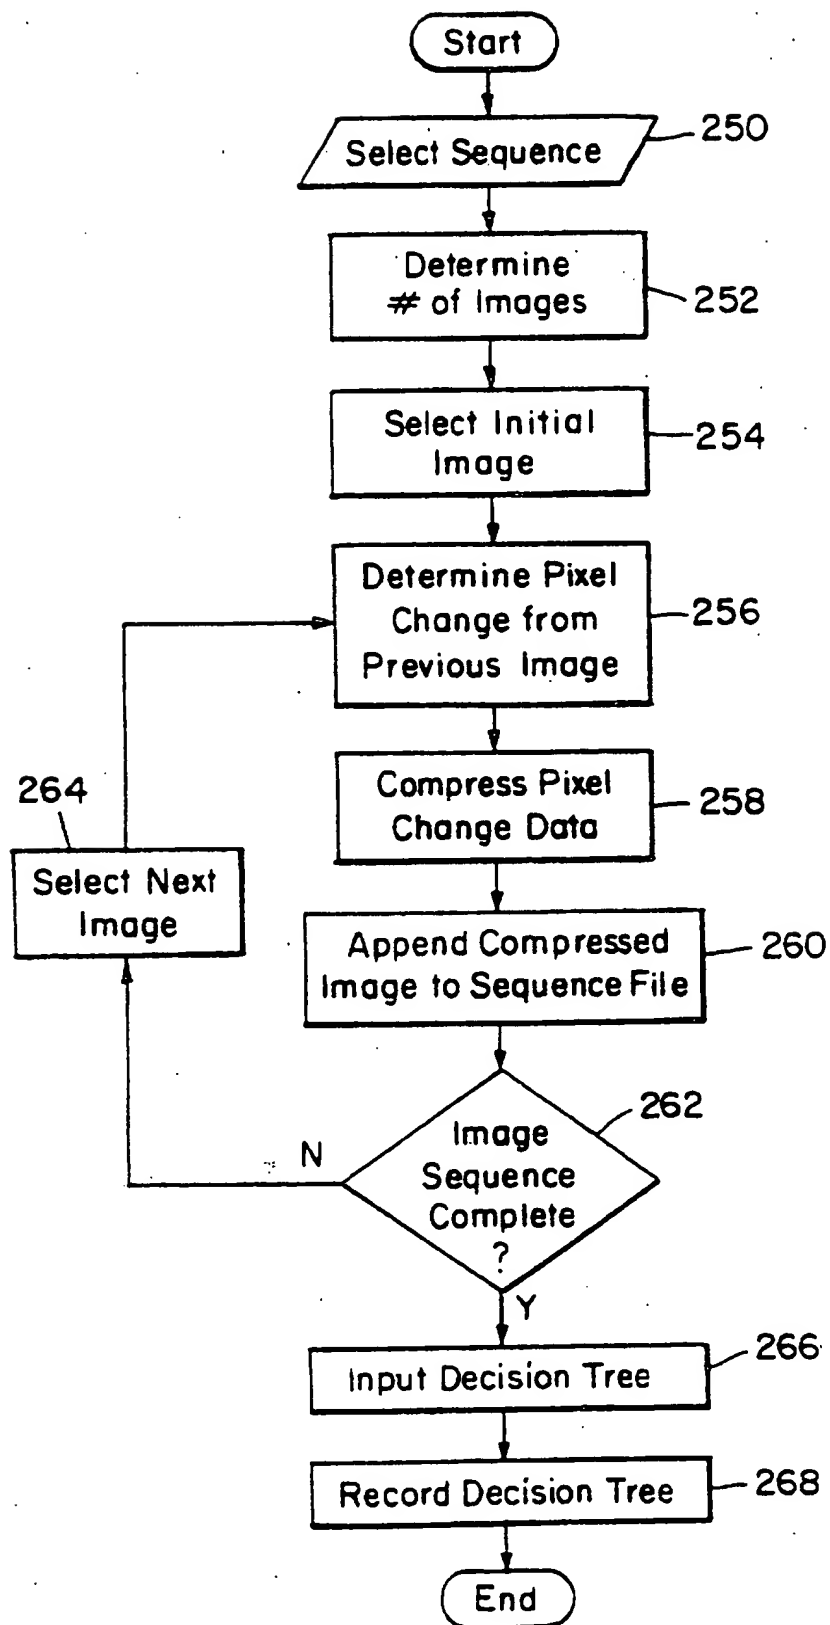 Start
Select Sequence
250
Determine
# of Images
252
Select Initial
Image
254
Determine Pixel
Change from
Previous Image
256
Compress Pixel
Change Data
258
264
Select Next
Image
Append Compressed
Image to Sequence File
260
262
Image
Sequence
Complete
?
N
Y
Input Decision Tree
266
Record Decision Tree
268
End